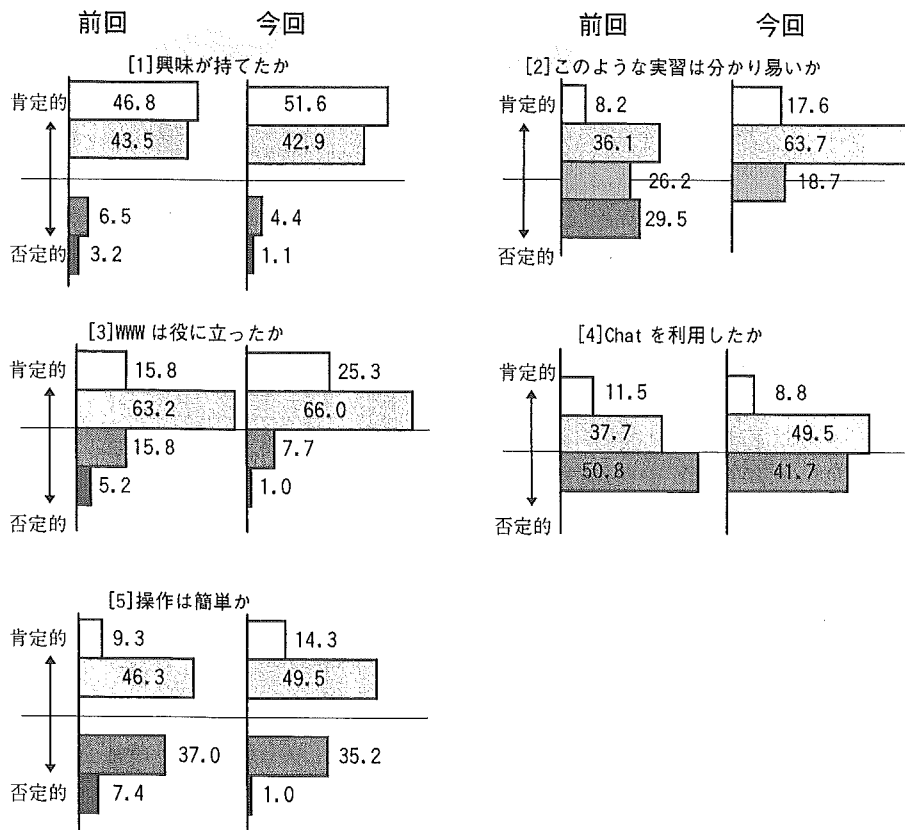 前回 今回
[1]興味が持てたか
肯定的
46.8 51.6
43.5 42.9
6.5 4.4
否定的
3.2 1.1
前回 今回
[2]このような実習は分かり易いか
肯定的
8.2 17.6
36.1 63.7
26.2 18.7
29.5
否定的
[3]WWWは役に立ったか
肯定的
15.8 25.3
63.2 66.0
15.8 7.7
5.2 1.0
否定的
[4]Chatを利用したか
肯定的
11.5 8.8
37.7 49.5
50.8 41.7
否定的
[5]操作は簡単か
肯定的
9.3 14.3
46.3 49.5
37.0 35.2
否定的
7.4 1.0